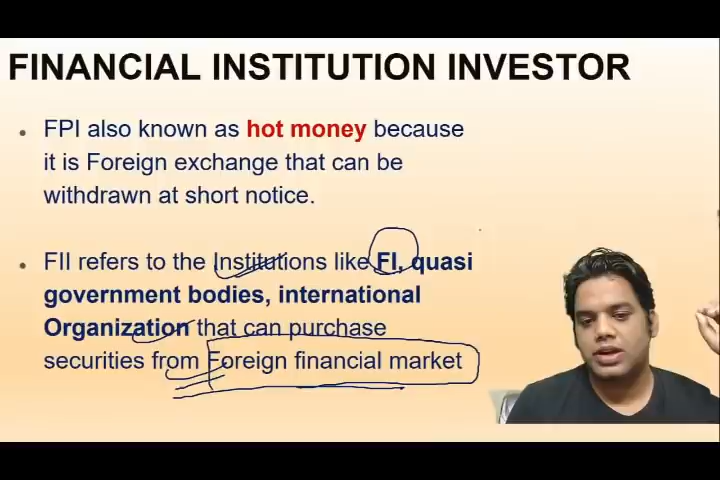 FINANCIAL INSTITUTION INVESTOR
• FPI also known as hot money because
it is Foreign exchange that can be
withdrawn at short notice.
• FII refers to the Institutions like FI, quasi
government bodies, international
Organization that can purchase
securities from Foreign financial market